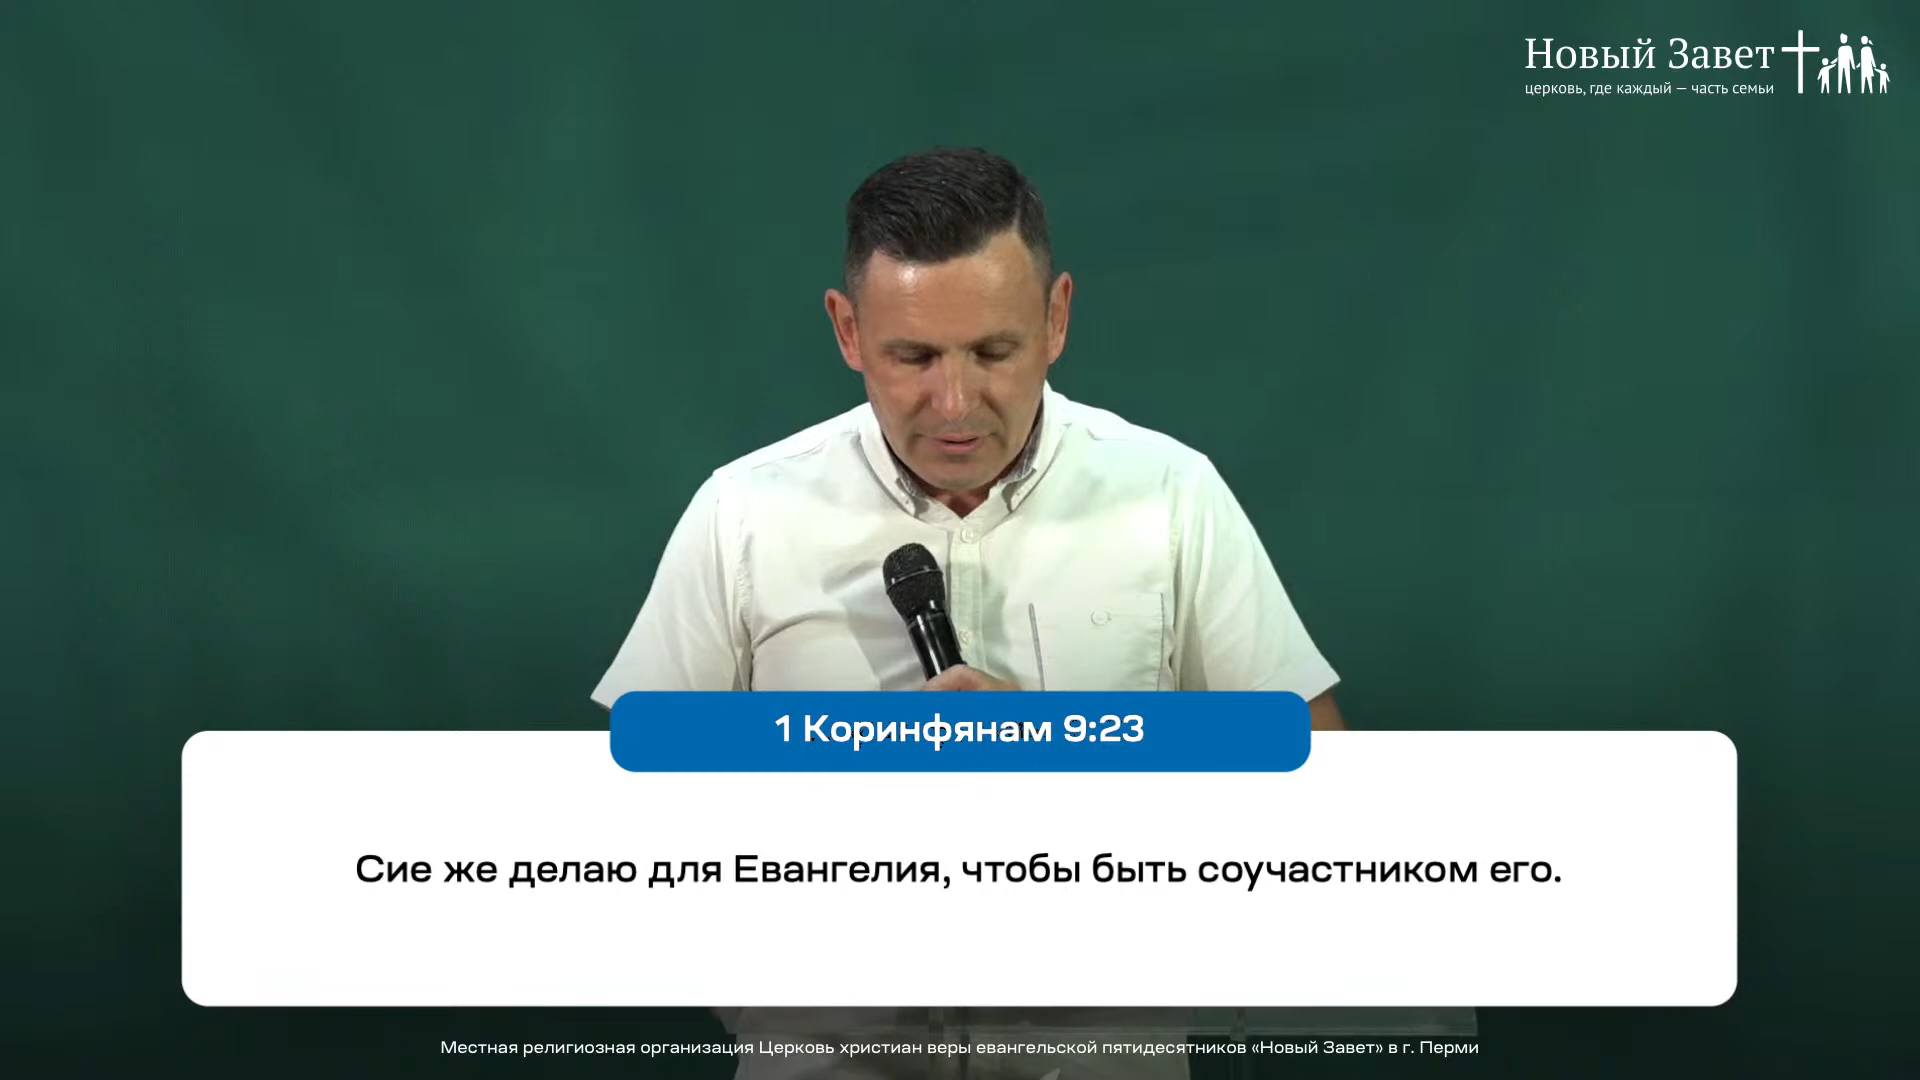 Новый Завет
церковь, где каждый — часть семьи
1 Коринфянам 9:23
Сие же делаю для Евангелия, чтобы быть соучастником его.
Местная религиозная организация Церковь христиан веры евангельской пятидесятников «Новый Завет» в г. Перми